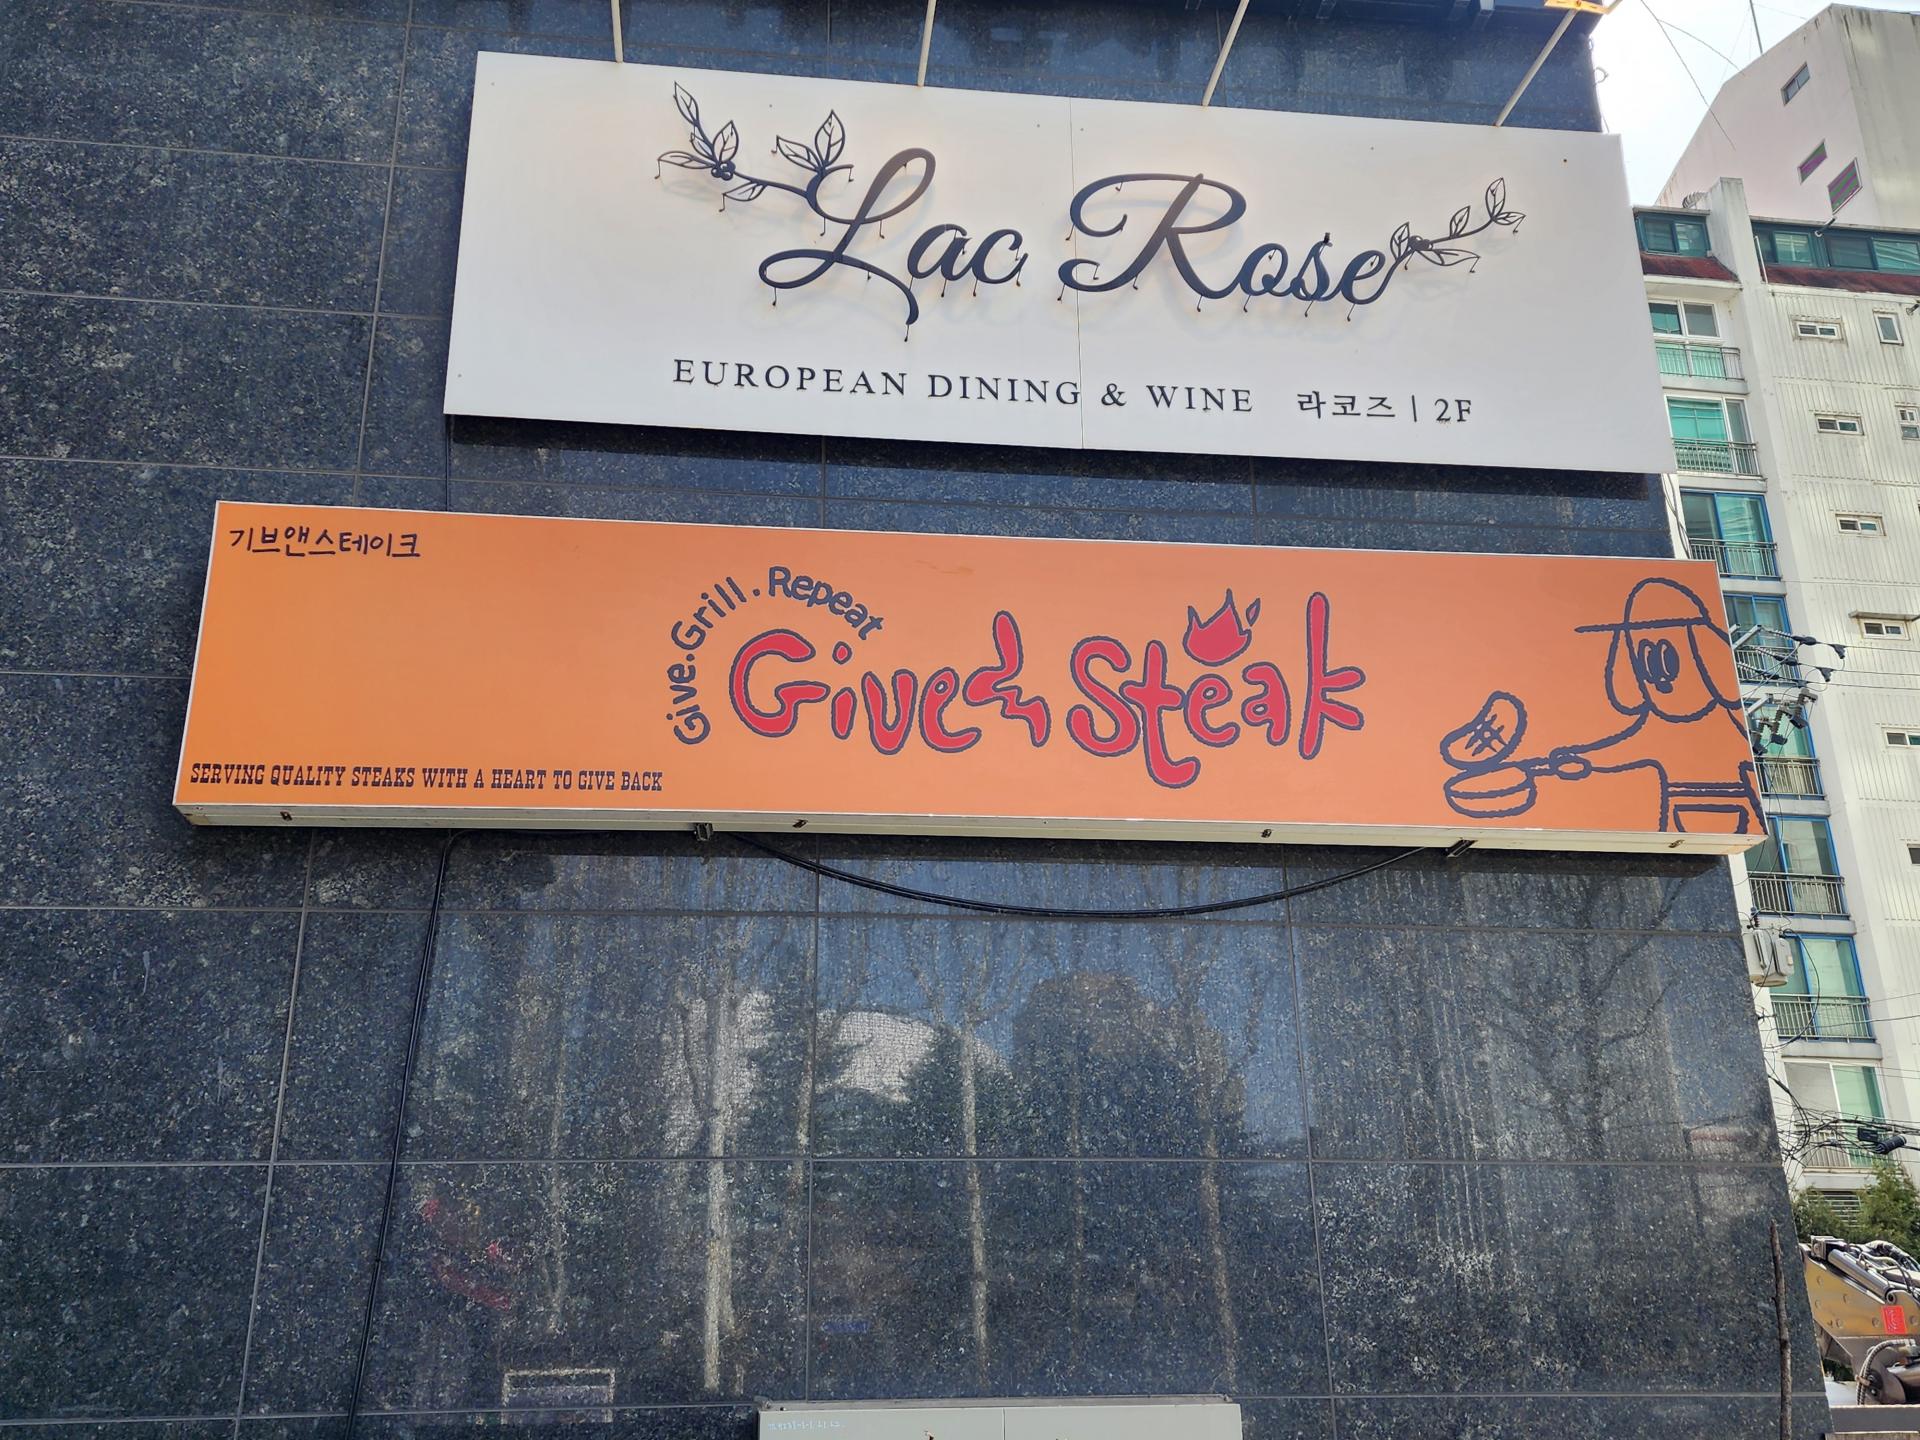 Lac Rose
EUROPEAN DINING & WINE 라코즈 | 2F
기브앤스테이크
Give.Grill.Repeat
Give & Steak
SERVING QUALITY STEAKS WITH A HEART TO GIVE BACK